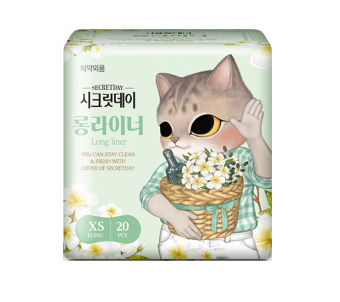 의약외품
SECRETDAY
시크릿데이
롱라이너
Long liner
YOU CAN STAY CLEAN
& FRESH WITH
COVER OF SECRETDAY
XS
LONG
20
PCS